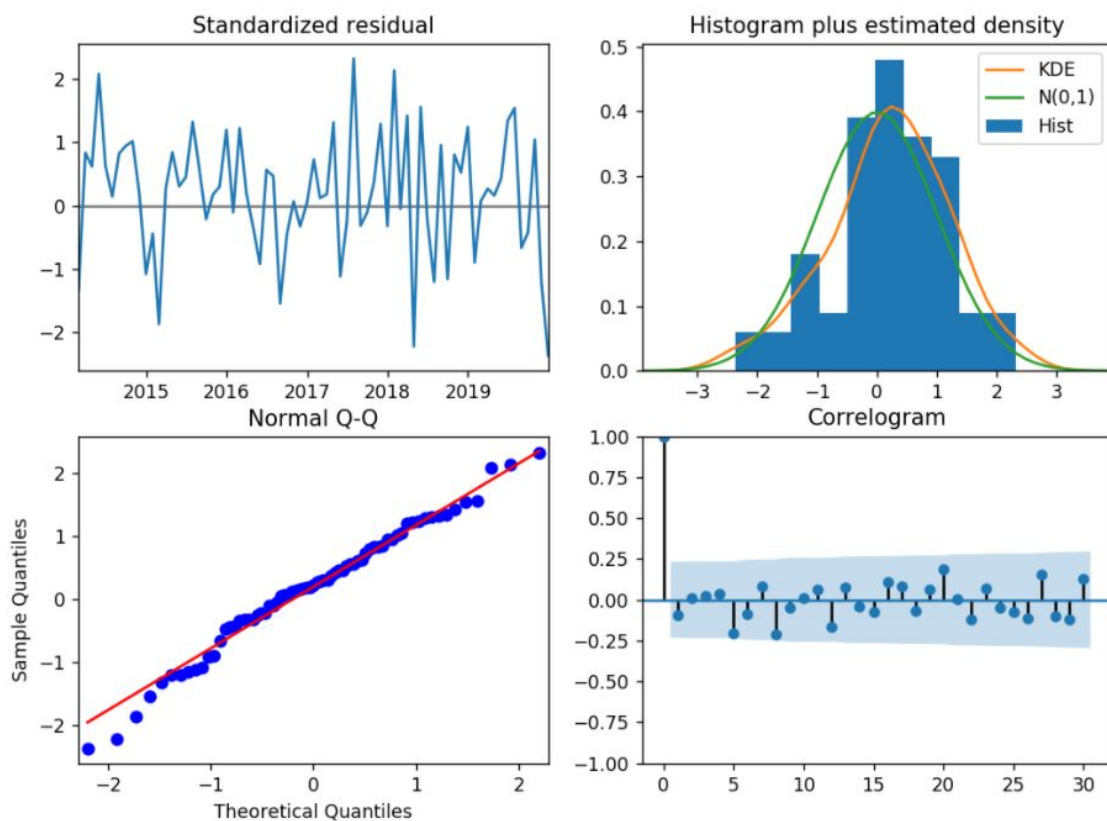 Standardized residual
2
1
0
−1
−2
2015 2016 2017 2018 2019
Histogram plus estimated density
0.5
0.4
0.3
0.2
0.1
0.0
KDE
N(0,1)
Hist
−3 −2 −1 0 1 2 3
Normal Q-Q
Sample Quantiles
2
1
0
−1
−2
−2 −1 0 1 2
Theoretical Quantiles
Correlogram
1.00
0.75
0.50
0.25
0.00
−0.25
−0.50
−0.75
−1.00
0 5 10 15 20 25 30